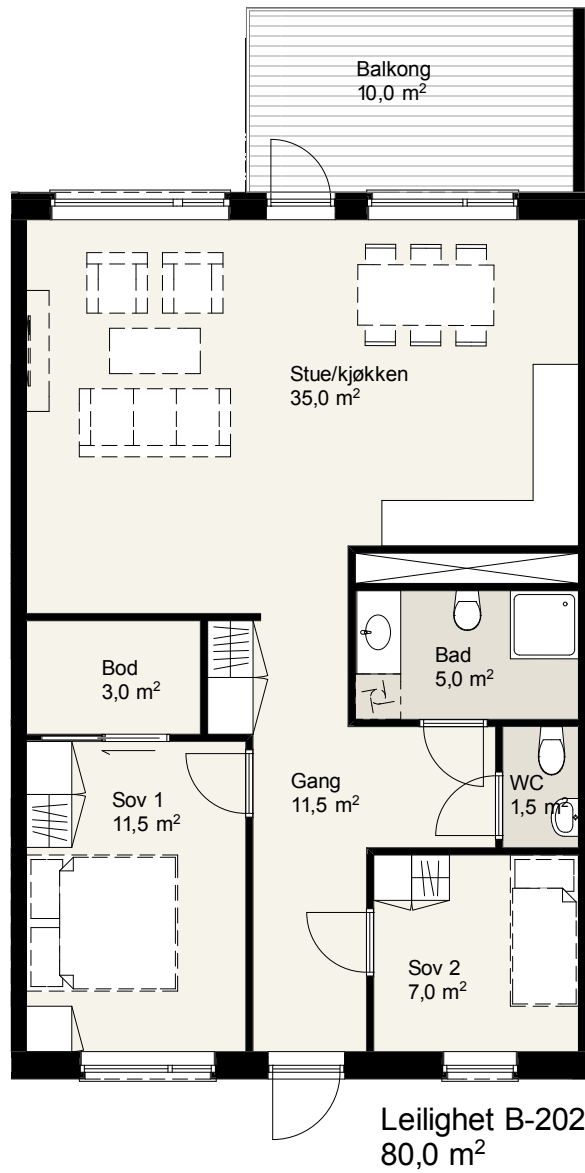 Balkong
10,0 m²
Stue/kjøkken
35,0 m²
Bod
3,0 m²
Bad
5,0 m²
Gang
11,5 m²
WC
1,5 m²
Sov 1
11,5 m²
Sov 2
7,0 m²
Leilighet B-202
80,0 m²